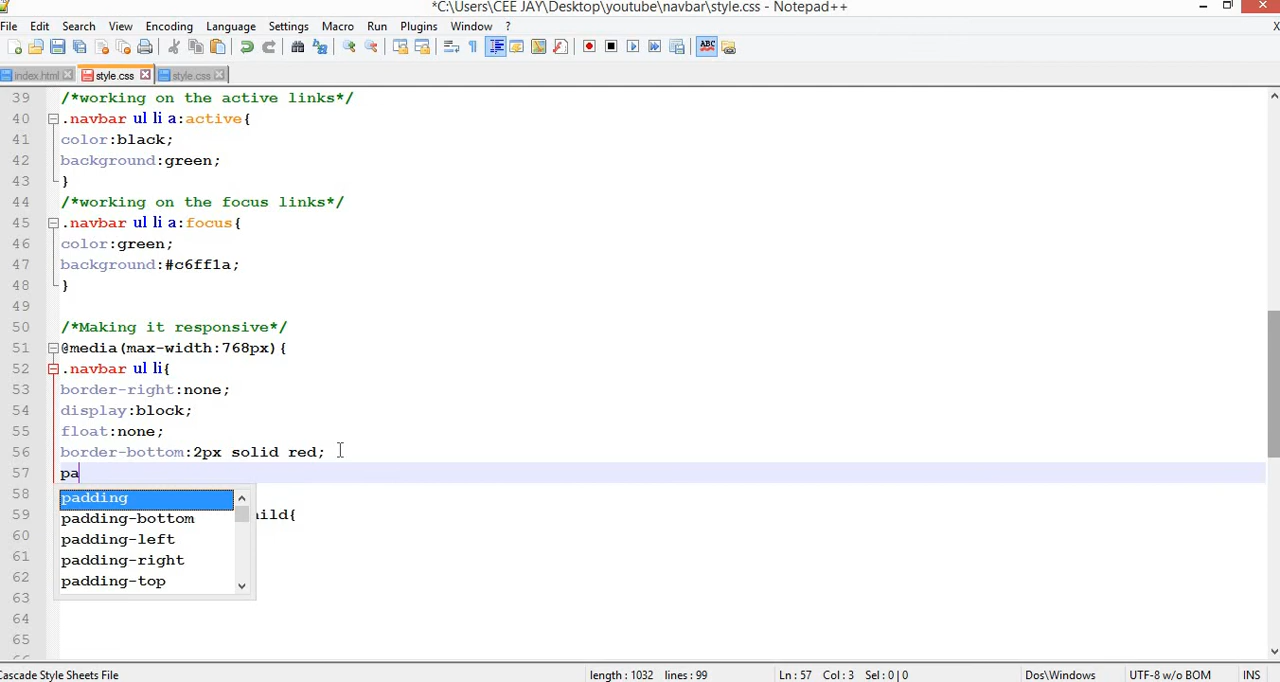 *C:\Users\CEE JAY\Desktop\youtube\navbar\style.css - Notepad++
File Edit Search View Encoding Language Settings Macro Run Plugins Window ? X
index.html style.css style.css
39 /*working on the active links*/
40 .navbar ul li a:active{
41 color:black;
42 background:green;
43 }
44 /*working on the focus links*/
45 .navbar ul li a:focus{
46 color:green;
47 background:#c6ff1a;
48 }
49
50 /*Making it responsive*/
51 @media(max-width:768px){
52 .navbar ul li{
53 border-right:none;
54 display:block;
55 float:none;
56 border-bottom:2px solid red;
57 pa
padding
58
padding-bottom
59 hild{
padding-left
60
padding-right
61
padding-top
62
63
64
65
Cascade Style Sheets File length : 1032 lines : 99 Ln : 57 Col : 3 Sel : 0 | 0 Dos\Windows UTF-8 w/o BOM INS